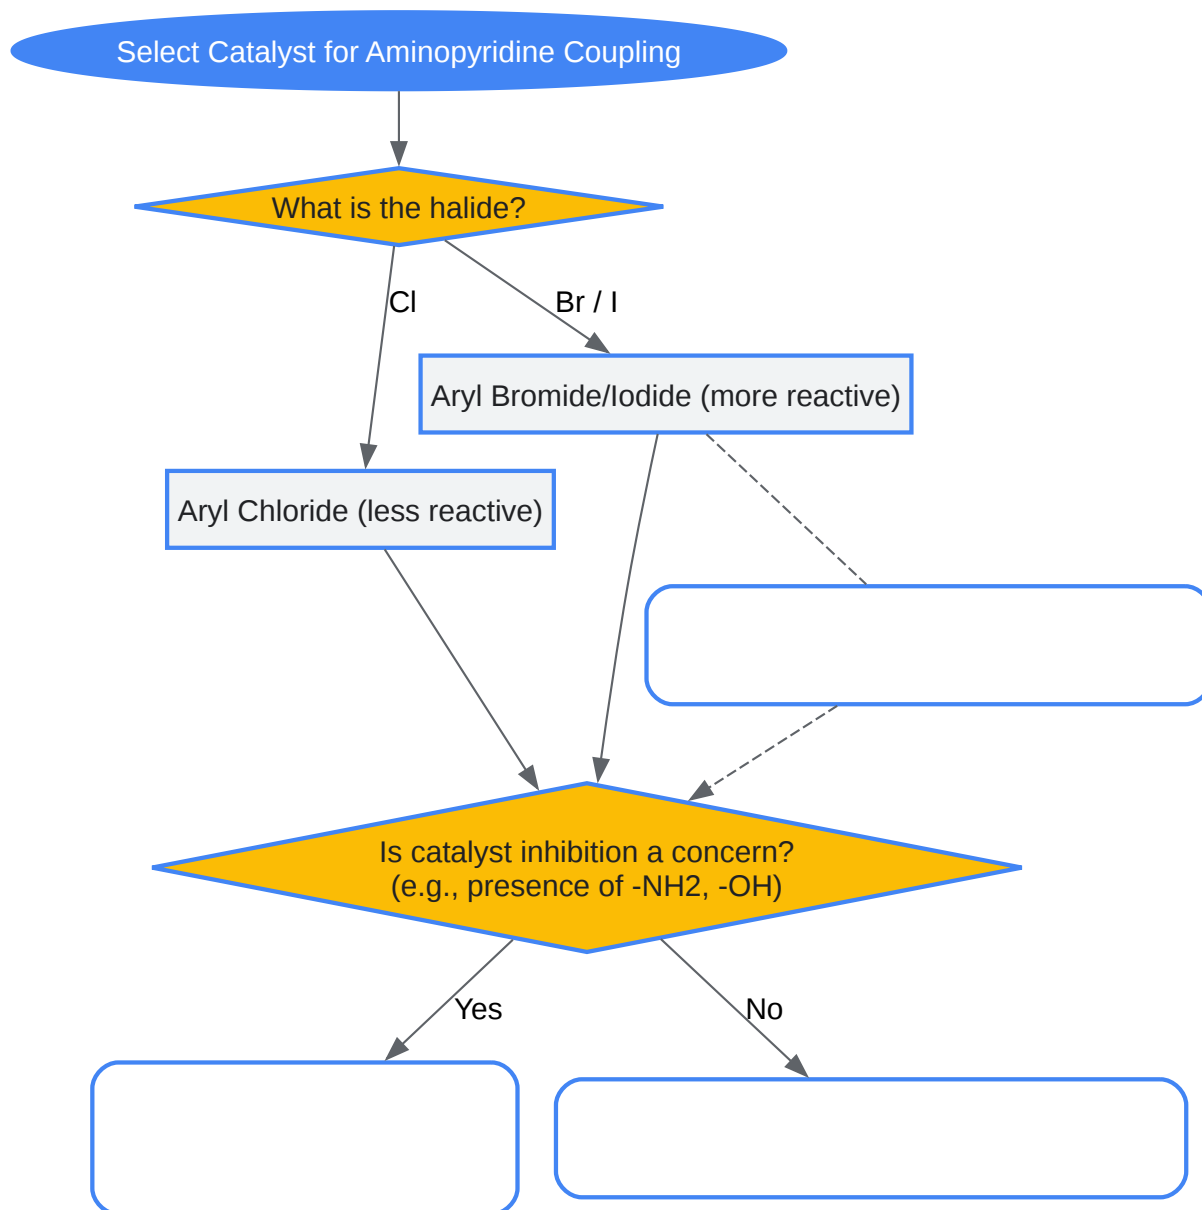 Select Catalyst for Aminopyridine Coupling
What is the halide?
Cl
Br / I
Aryl Bromide/Iodide (more reactive)
Aryl Chloride (less reactive)
Is catalyst inhibition a concern?
(e.g., presence of -NH2, -OH)
Yes
No